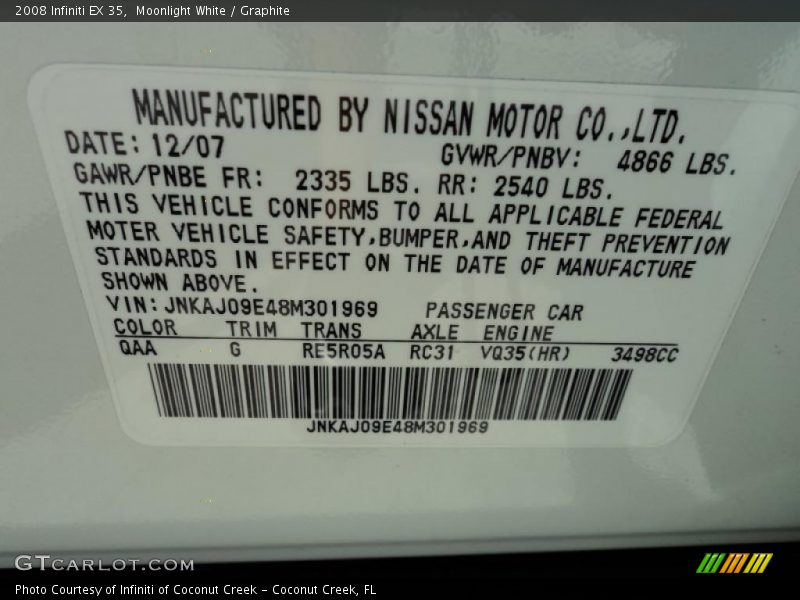 2008 Infiniti EX 35,  Moonlight White / Graphite
MANUFACTURED BY NISSAN MOTOR CO.,LTD.
DATE: 12/07 GVWR/PNBV: 4866 LBS.
GAWR/PNBE FR: 2335 LBS. RR: 2540 LBS.
THIS VEHICLE CONFORMS TO ALL APPLICABLE FEDERAL
MOTER VEHICLE SAFETY,BUMPER,AND THEFT PREVENTION
STANDARDS IN EFFECT ON THE DATE OF MANUFACTURE
SHOWN ABOVE.
VIN: JNKAJ09E48M301969 PASSENGER CAR
COLOR TRIM TRANS AXLE ENGINE
QAA G RE5R05A RC31 VQ35(HR) 3498CC
JNKAJ09E48M301969
GTCARLOT.COM
Photo Courtesy of Infiniti of Coconut Creek - Coconut Creek, FL